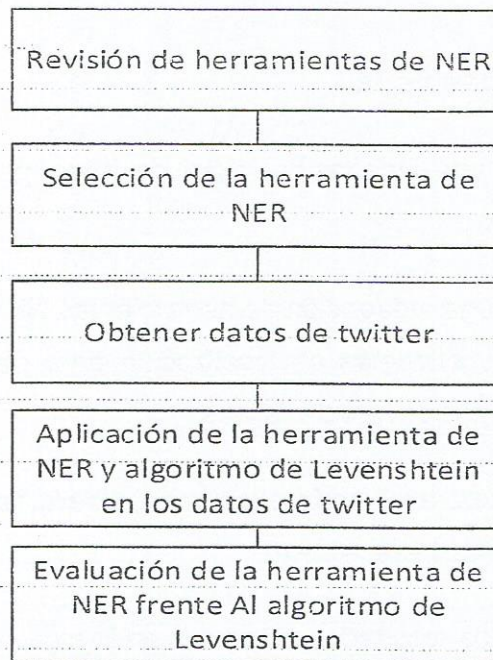 Revisión de herramientas de NER
Selección de la herramienta de
NER
Obtener datos de twitter
Aplicación de la herramienta de
NER y algoritmo de Levenshtein
en los datos de twitter
Evaluación de la herramienta de
NER frente Al algoritmo de
Levenshtein